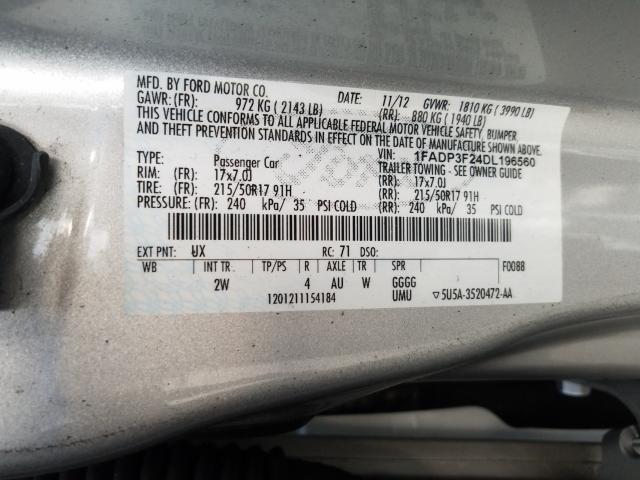 MFD. BY FORD MOTOR CO.
DATE: 11/12 GVWR: 1810 KG ( 3990 LB)
GAWR: (FR): 972 KG ( 2143 LB) (RR): 880 KG ( 1940 LB)
THIS VEHICLE CONFORMS TO ALL APPLICABLE FEDERAL MOTOR VEHICLE SAFETY, BUMPER
AND THEFT PREVENTION STANDARDS IN EFFECT ON THE DATE OF MANUFACTURE SHOWN ABOVE.
VIN: 1FADP3F24DL196560
TYPE: Passenger Car TRAILER TOWING - SEE OWNER GUIDE
RIM: (FR): 17x7.0J (RR): 17x7.0J
TIRE: (FR): 215/50R17 91H (RR): 215/50R17 91H
PRESSURE: (FR) 240 kPa/ 35 PSI COLD (RR): 240 kPa/ 35 PSI COLD
EXT PNT: UX RC: 71 DSO: F0088
WB INT TR TP/PS R AXLE TR SPR
2W 4 AU W GGGG
1201211154184 UMU ▽5U5A-3520472-AA